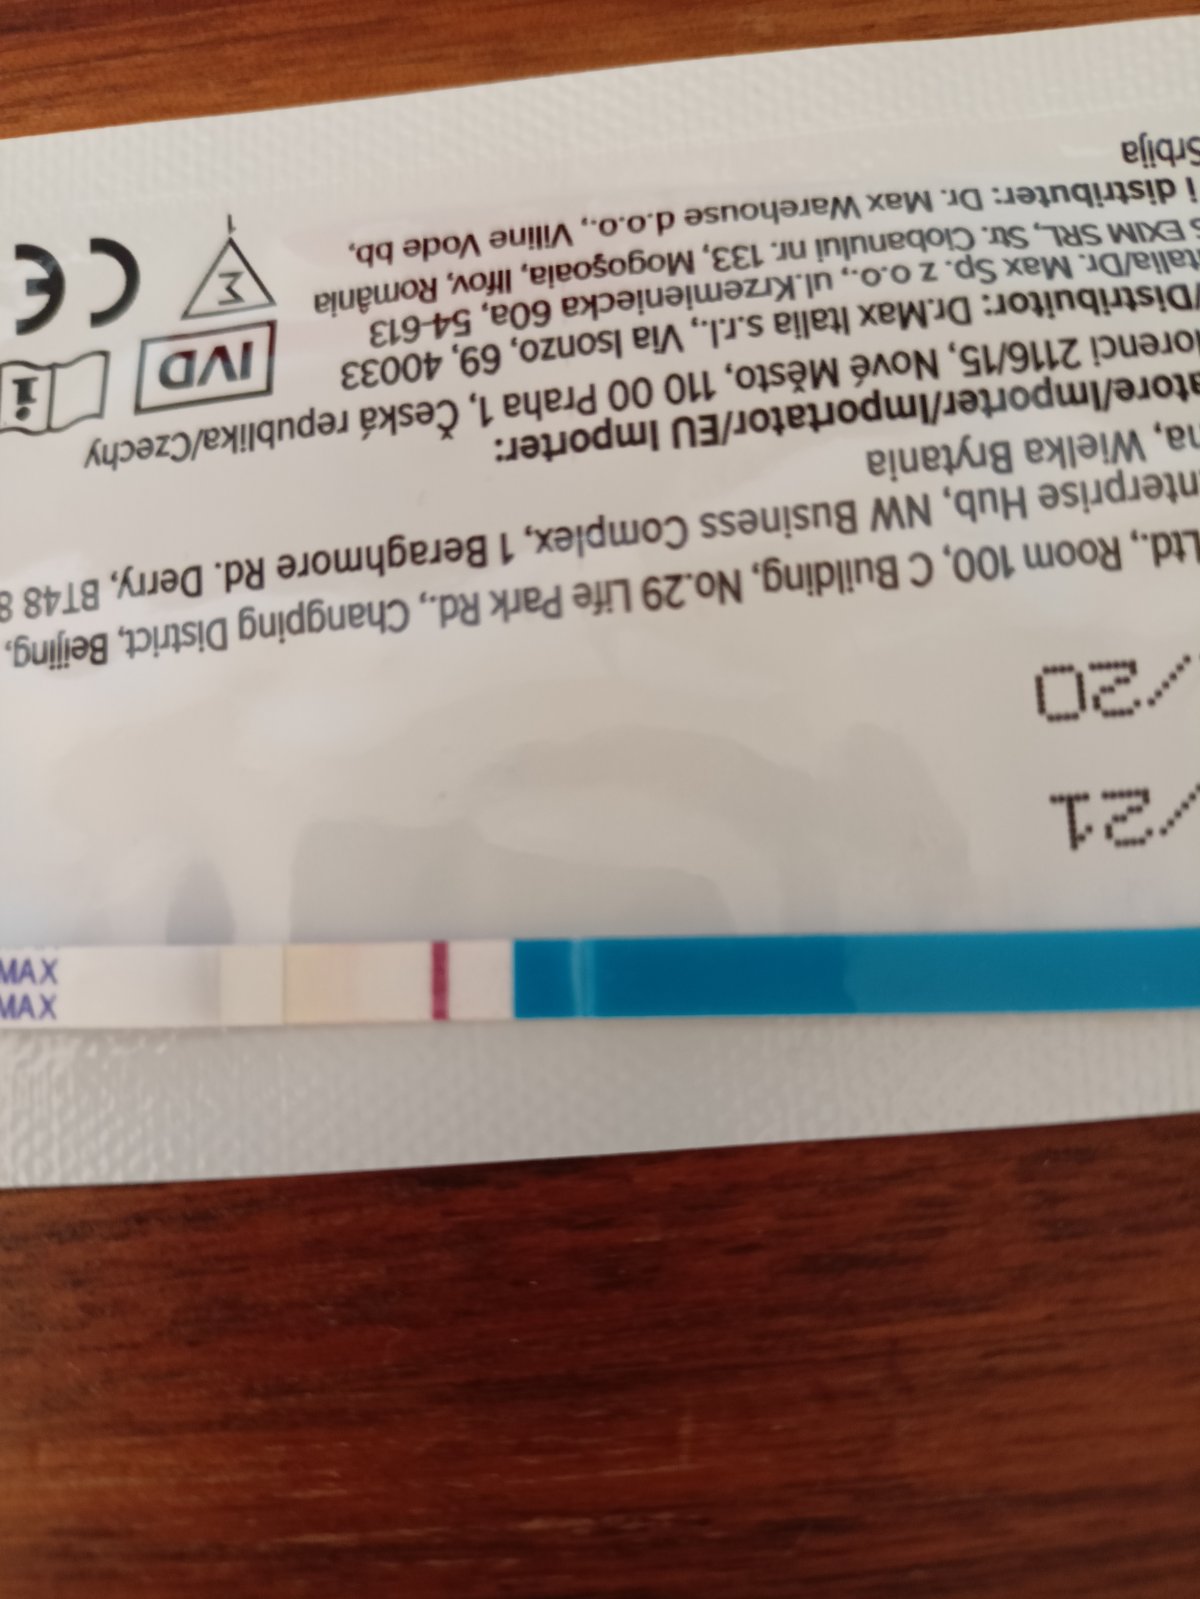 MAX
MAX
/21
/20
Ltd., Room 100, C Building, No.29 Life Park Rd., Changping District, Beijing,
nterprise Hub, NW Business Complex, 1 Beraghmore Rd. Derry, BT48 8
na, Wielka Brytania
atore/Importer/Importator/EU Importer:
lorenci 2116/15, Nové Město, 110 00 Praha 1, Česká republika/Czechy
/Distribuitor: Dr.Max Italia s.r.l., Via Isonzo, 69, 40033
Italia/Dr. Max Sp. z o.o., ul.Krzemieniecka 60a, 54-613
S EXIM SRL, Str. Ciobanului nr. 133, Mogoşoaia, Ilfov, România
i distributer: Dr. Max Warehouse d.o.o., Viline Vode bb,
Srbija
IVD
i
Σ
1
CE